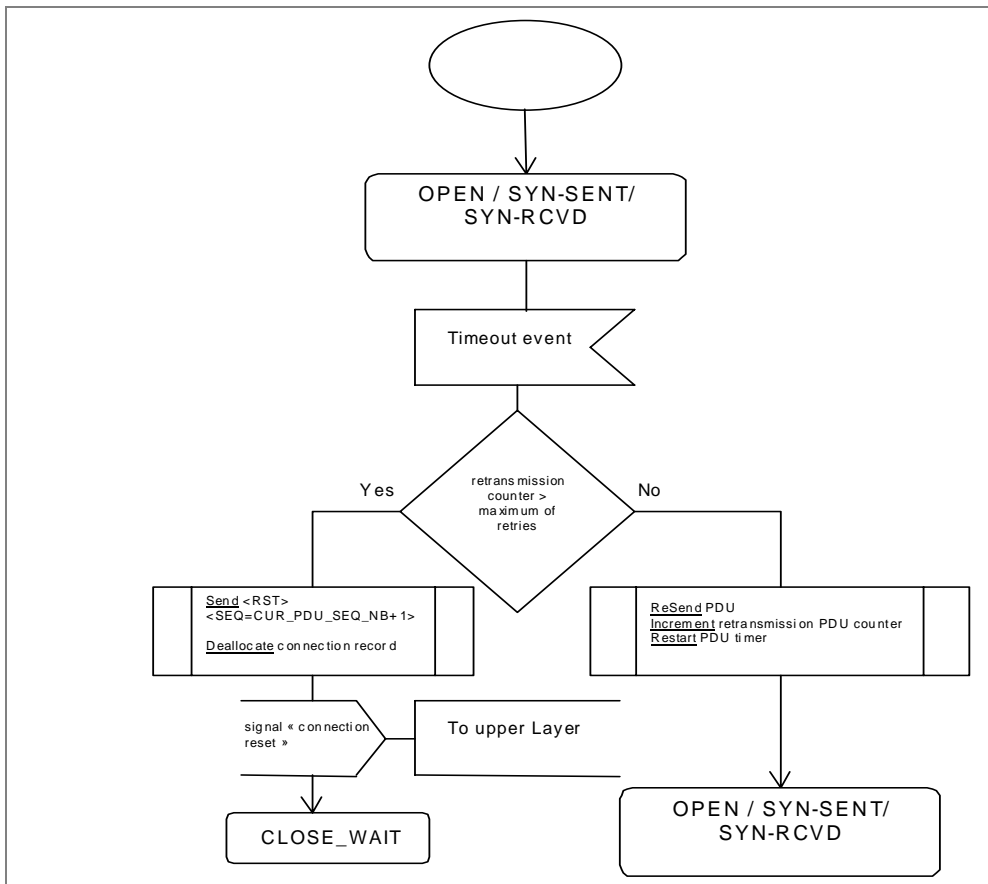 OPEN / SYN-SENT/
SYN-RCVD
Timeout event
retransmission
counter >
maximum of
retries
Yes
No
Send <RST>
<SEQ=CUR_PDU_SEQ_NB+1>
Deallocate connection record
ReSend PDU
Increment retransmission PDU counter
Restart PDU timer
signal « connection
reset »
To upper Layer
CLOSE_WAIT
OPEN / SYN-SENT/
SYN-RCVD